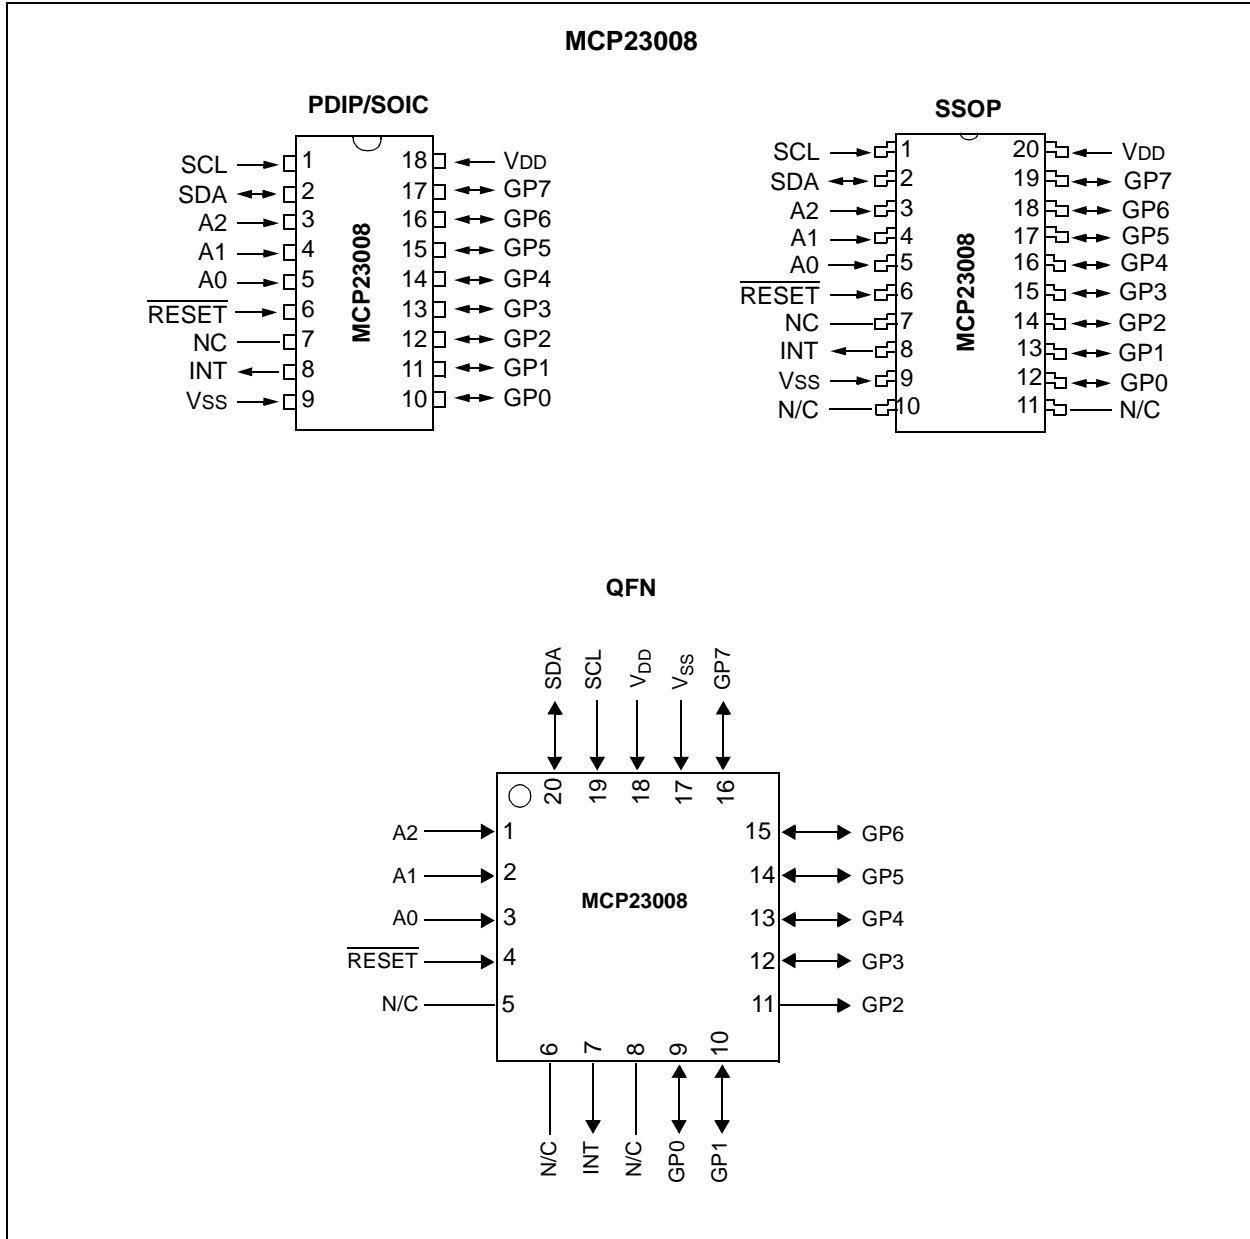 MCP23008
PDIP/SOIC
SCL 1 18 VDD
SDA 2 17 GP7
A2 3 16 GP6
A1 4 15 GP5
A0 5 14 GP4
RESET 6 13 GP3
NC 7 12 GP2
INT 8 11 GP1
VSS 9 10 GP0
MCP23008
SSOP
SCL 1 20 VDD
SDA 2 19 GP7
A2 3 18 GP6
A1 4 17 GP5
A0 5 16 GP4
RESET 6 15 GP3
NC 7 14 GP2
INT 8 13 GP1
VSS 9 12 GP0
N/C 10 11 N/C
MCP23008
QFN
SDA SCL VDD VSS GP7
20 19 18 17 16
A2 1 15 GP6
A1 2 14 GP5
MCP23008
A0 3 13 GP4
RESET 4 12 GP3
N/C 5 11 GP2
6 7 8 9 10
N/C INT N/C GP0 GP1